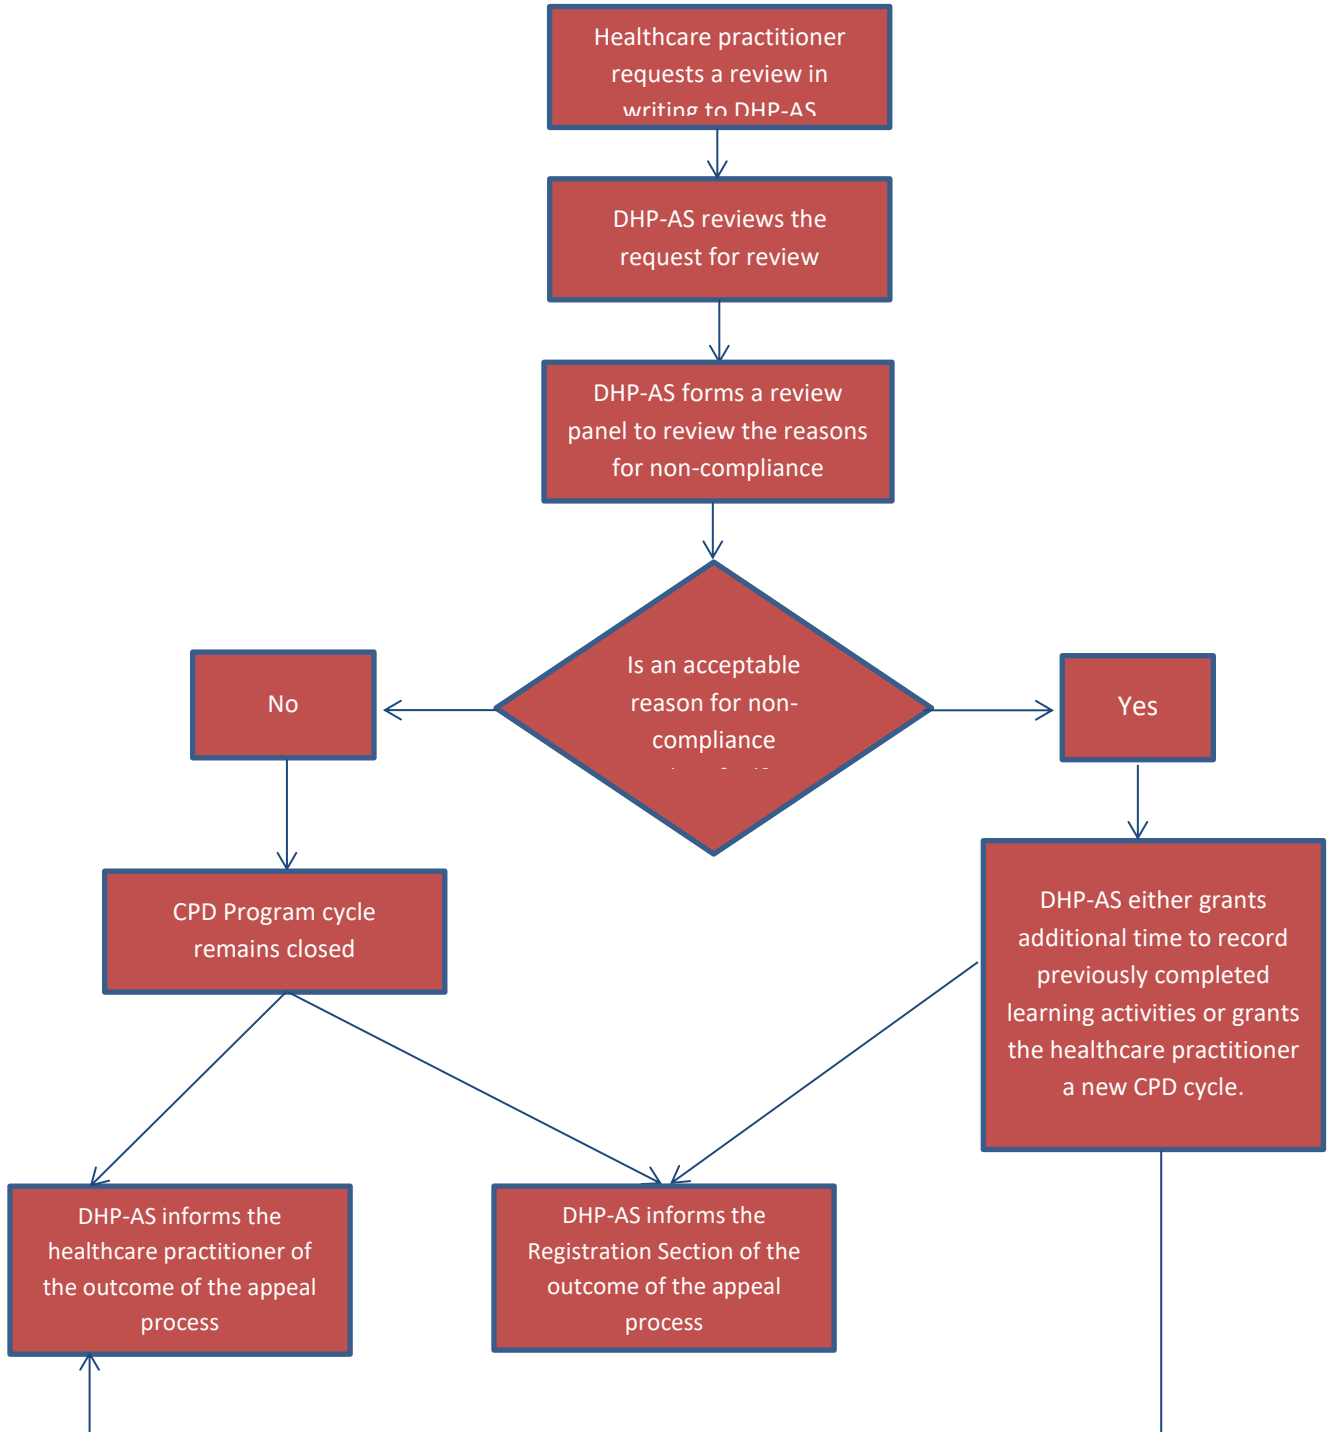 Healthcare practitioner
requests a review in
writing to DHP-AS
DHP-AS reviews the
request for review
DHP-AS forms a review
panel to review the reasons
for non-compliance
Is an acceptable
reason for non-
compliance
No
Yes
CPD Program cycle
remains closed
DHP-AS either grants
additional time to record
previously completed
learning activities or grants
the healthcare practitioner
a new CPD cycle.
DHP-AS informs the
healthcare practitioner of
the outcome of the appeal
process
DHP-AS informs the
Registration Section of the
outcome of the appeal
process